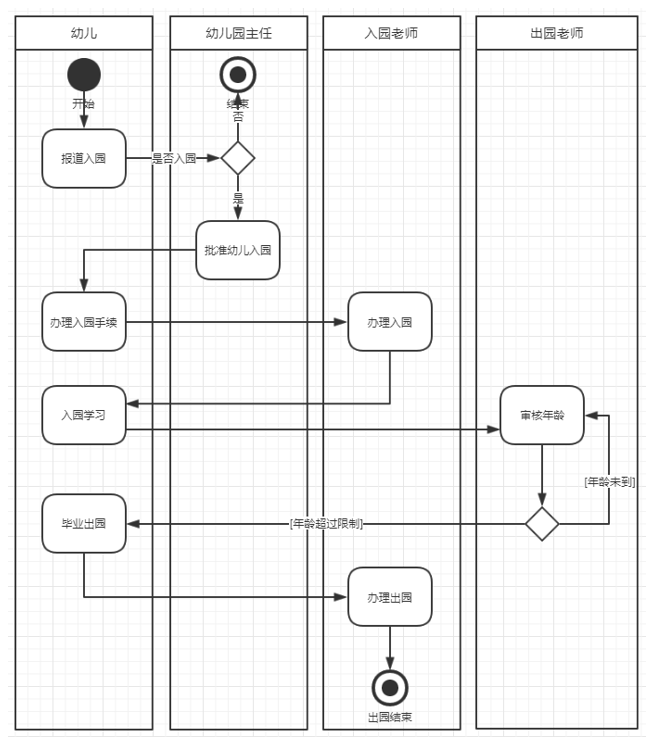 幼儿
幼儿园主任
入园老师
出园老师
开始
结束
否
报道入园
是否入园
是
批准幼儿入园
办理入园手续
办理入园
入园学习
审核年龄
[年龄未到]
毕业出园
[年龄超过限制]
办理出园
出园结束